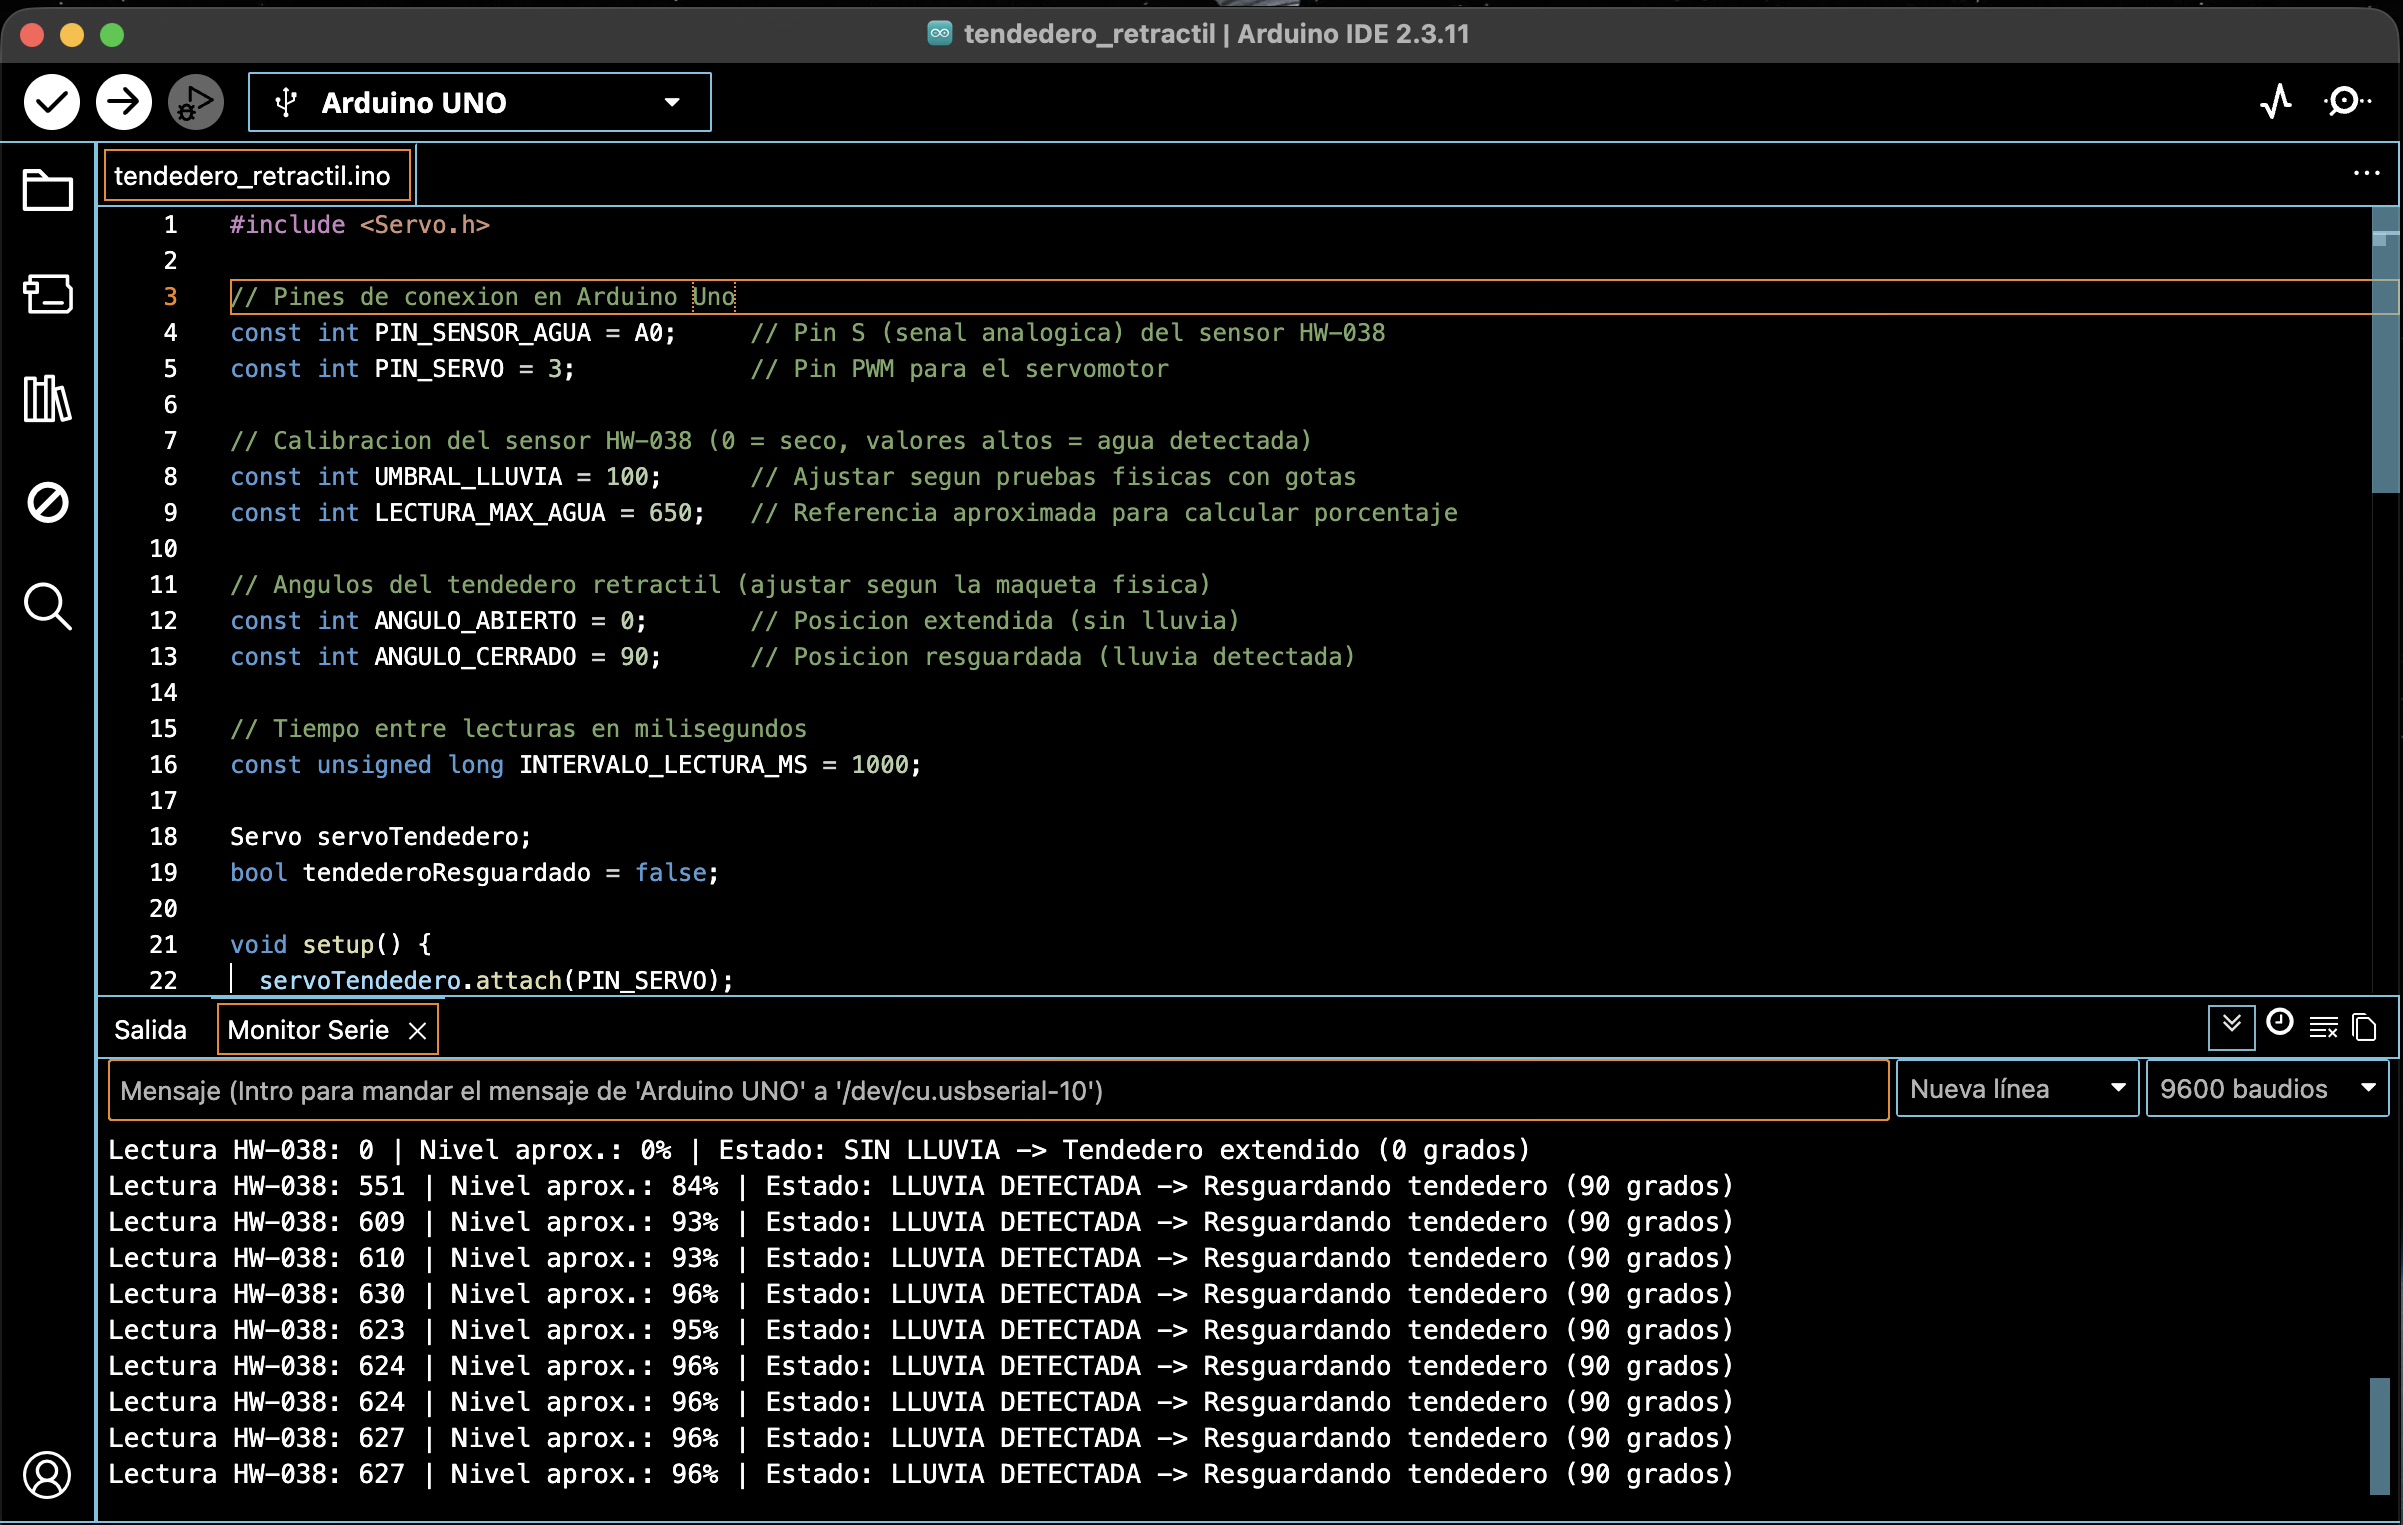 tendedero_retractil | Arduino IDE 2.3.11
Arduino UNO
tendedero_retractil.ino
1 #include <Servo.h>
2
3 // Pines de conexion en Arduino Uno
4 const int PIN_SENSOR_AGUA = A0; // Pin S (senal analogica) del sensor HW-038
5 const int PIN_SERVO = 3; // Pin PWM para el servomotor
6
7 // Calibracion del sensor HW-038 (0 = seco, valores altos = agua detectada)
8 const int UMBRAL_LLUVIA = 100; // Ajustar segun pruebas fisicas con gotas
9 const int LECTURA_MAX_AGUA = 650; // Referencia aproximada para calcular porcentaje
10
11 // Angulos del tendedero retractil (ajustar segun la maqueta fisica)
12 const int ANGULO_ABIERTO = 0; // Posicion extendida (sin lluvia)
13 const int ANGULO_CERRADO = 90; // Posicion resguardada (lluvia detectada)
14
15 // Tiempo entre lecturas en milisegundos
16 const unsigned long INTERVALO_LECTURA_MS = 1000;
17
18 Servo servoTendedero;
19 bool tendederoResguardado = false;
20
21 void setup() {
22 servoTendedero.attach(PIN_SERVO);
Salida Monitor Serie
Mensaje (Intro para mandar el mensaje de 'Arduino UNO' a '/dev/cu.usbserial-10') Nueva línea 9600 baudios
Lectura HW-038: 0 | Nivel aprox.: 0% | Estado: SIN LLUVIA -> Tendedero extendido (0 grados)
Lectura HW-038: 551 | Nivel aprox.: 84% | Estado: LLUVIA DETECTADA -> Resguardando tendedero (90 grados)
Lectura HW-038: 609 | Nivel aprox.: 93% | Estado: LLUVIA DETECTADA -> Resguardando tendedero (90 grados)
Lectura HW-038: 610 | Nivel aprox.: 93% | Estado: LLUVIA DETECTADA -> Resguardando tendedero (90 grados)
Lectura HW-038: 630 | Nivel aprox.: 96% | Estado: LLUVIA DETECTADA -> Resguardando tendedero (90 grados)
Lectura HW-038: 623 | Nivel aprox.: 95% | Estado: LLUVIA DETECTADA -> Resguardando tendedero (90 grados)
Lectura HW-038: 624 | Nivel aprox.: 96% | Estado: LLUVIA DETECTADA -> Resguardando tendedero (90 grados)
Lectura HW-038: 624 | Nivel aprox.: 96% | Estado: LLUVIA DETECTADA -> Resguardando tendedero (90 grados)
Lectura HW-038: 627 | Nivel aprox.: 96% | Estado: LLUVIA DETECTADA -> Resguardando tendedero (90 grados)
Lectura HW-038: 627 | Nivel aprox.: 96% | Estado: LLUVIA DETECTADA -> Resguardando tendedero (90 grados)